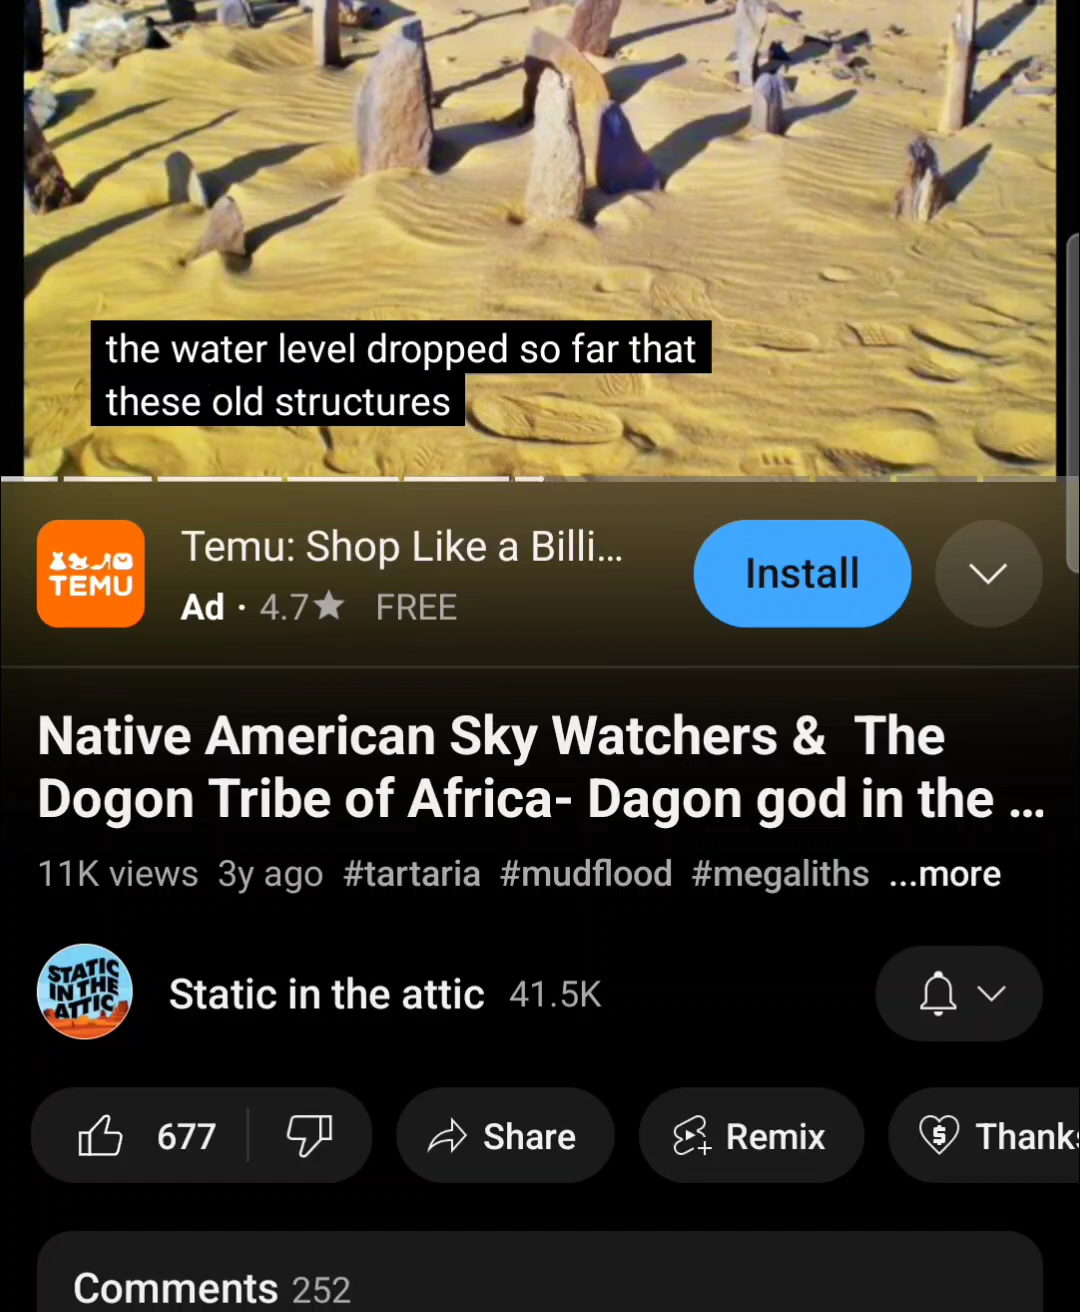 the water level dropped so far that
these old structures
TEMU
Temu: Shop Like a Billi...
Ad · 4.7★ FREE
Install
Native American Sky Watchers & The
Dogon Tribe of Africa- Dagon god in the ...
11K views 3y ago #tartaria #mudflood #megaliths ...more
STATIC
IN THE
ATTIC
Static in the attic 41.5K
677
Share
Remix
Thanks
Comments 252